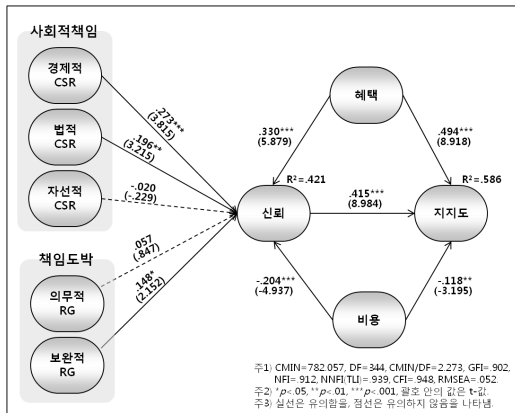 사회적책임
경제적
CSR
법적
CSR
자선적
CSR
책임도박
의무적
RG
보완적
RG
.273***
(3.815)
.196**
(3.215)
-.020
(-.229)
.057
(.847)
.148*
(2.152)
혜택
.330***
(5.879)
.494***
(8.918)
R²=.421
R²=.586
신뢰
.415***
(8.984)
지지도
-.204***
(-4.937)
-.118**
(-3.195)
비용
주1) CMIN=782.057, DF=344, CMIN/DF=2.273, GFI=.902,
NFI=.912, NNFI(TLI)=.939, CFI=.948, RMSEA=.052.
주2) *p<.05, **p<.01, ***p<.001, 괄호 안의 값은 t-값.
주3) 실선은 유의함을, 점선은 유의하지 않음을 나타냄.